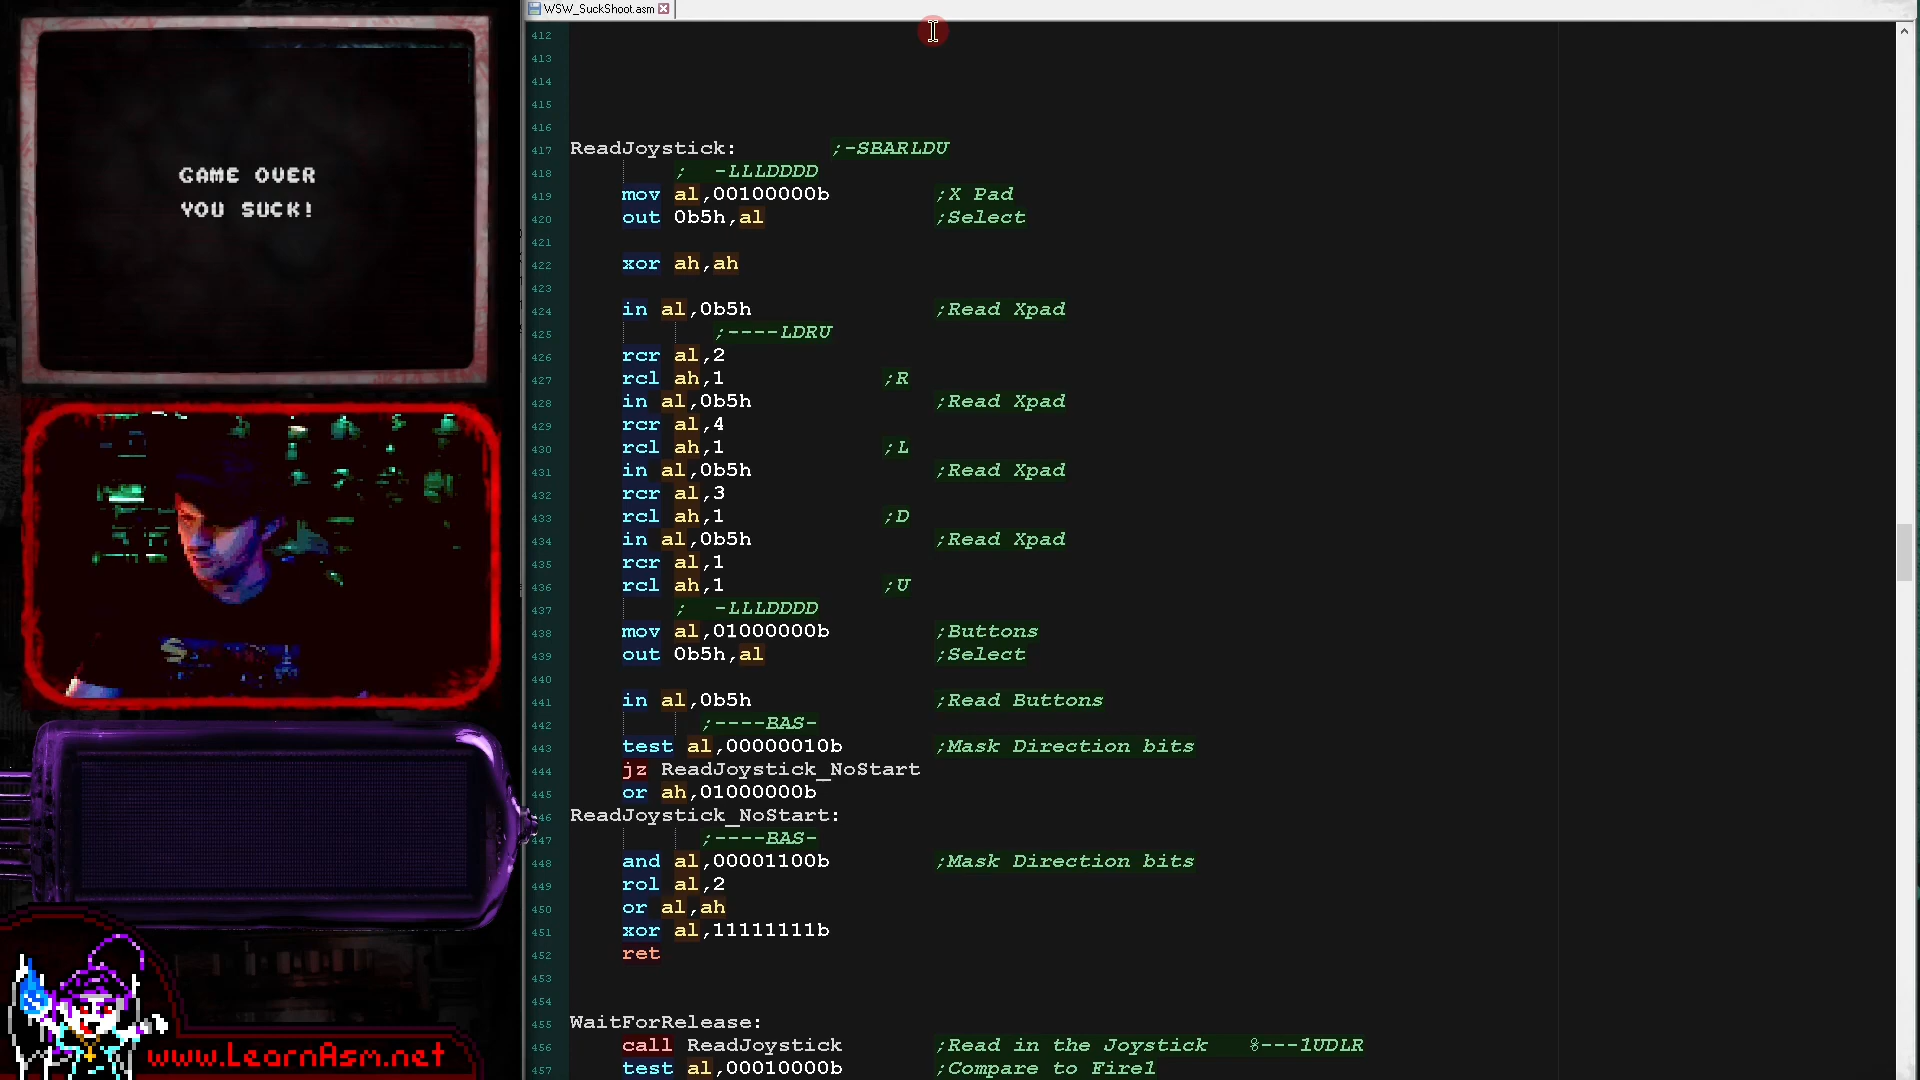 WSW_SuckShoot.asm
GAME OVER
YOU SUCK!
412
413
414
415
416
417 ReadJoystick: ;-SBARLDU
418 ; -LLLDDDD
419 mov al,00100000b ;X Pad
420 out 0b5h,al ;Select
421
422 xor ah,ah
423
424 in al,0b5h ;Read Xpad
425 ;----LDRU
426 rcr al,2
427 rcl ah,1 ;R
428 in al,0b5h ;Read Xpad
429 rcr al,4
430 rcl ah,1 ;L
431 in al,0b5h ;Read Xpad
432 rcr al,3
433 rcl ah,1 ;D
434 in al,0b5h ;Read Xpad
435 rcr al,1
436 rcl ah,1 ;U
437 ; -LLLDDDD
438 mov al,01000000b ;Buttons
439 out 0b5h,al ;Select
440
441 in al,0b5h ;Read Buttons
442 ;----BAS-
443 test al,00000010b ;Mask Direction bits
444 jz ReadJoystick_NoStart
445 or ah,01000000b
446 ReadJoystick_NoStart:
447 ;----BAS-
448 and al,00001100b ;Mask Direction bits
449 rol al,2
450 or al,ah
451 xor al,11111111b
452 ret
453
454
455 WaitForRelease:
456 call ReadJoystick ;Read in the Joystick %---1UDLR
457 test al,00010000b ;Compare to Fire1
www.LearnAsm.net